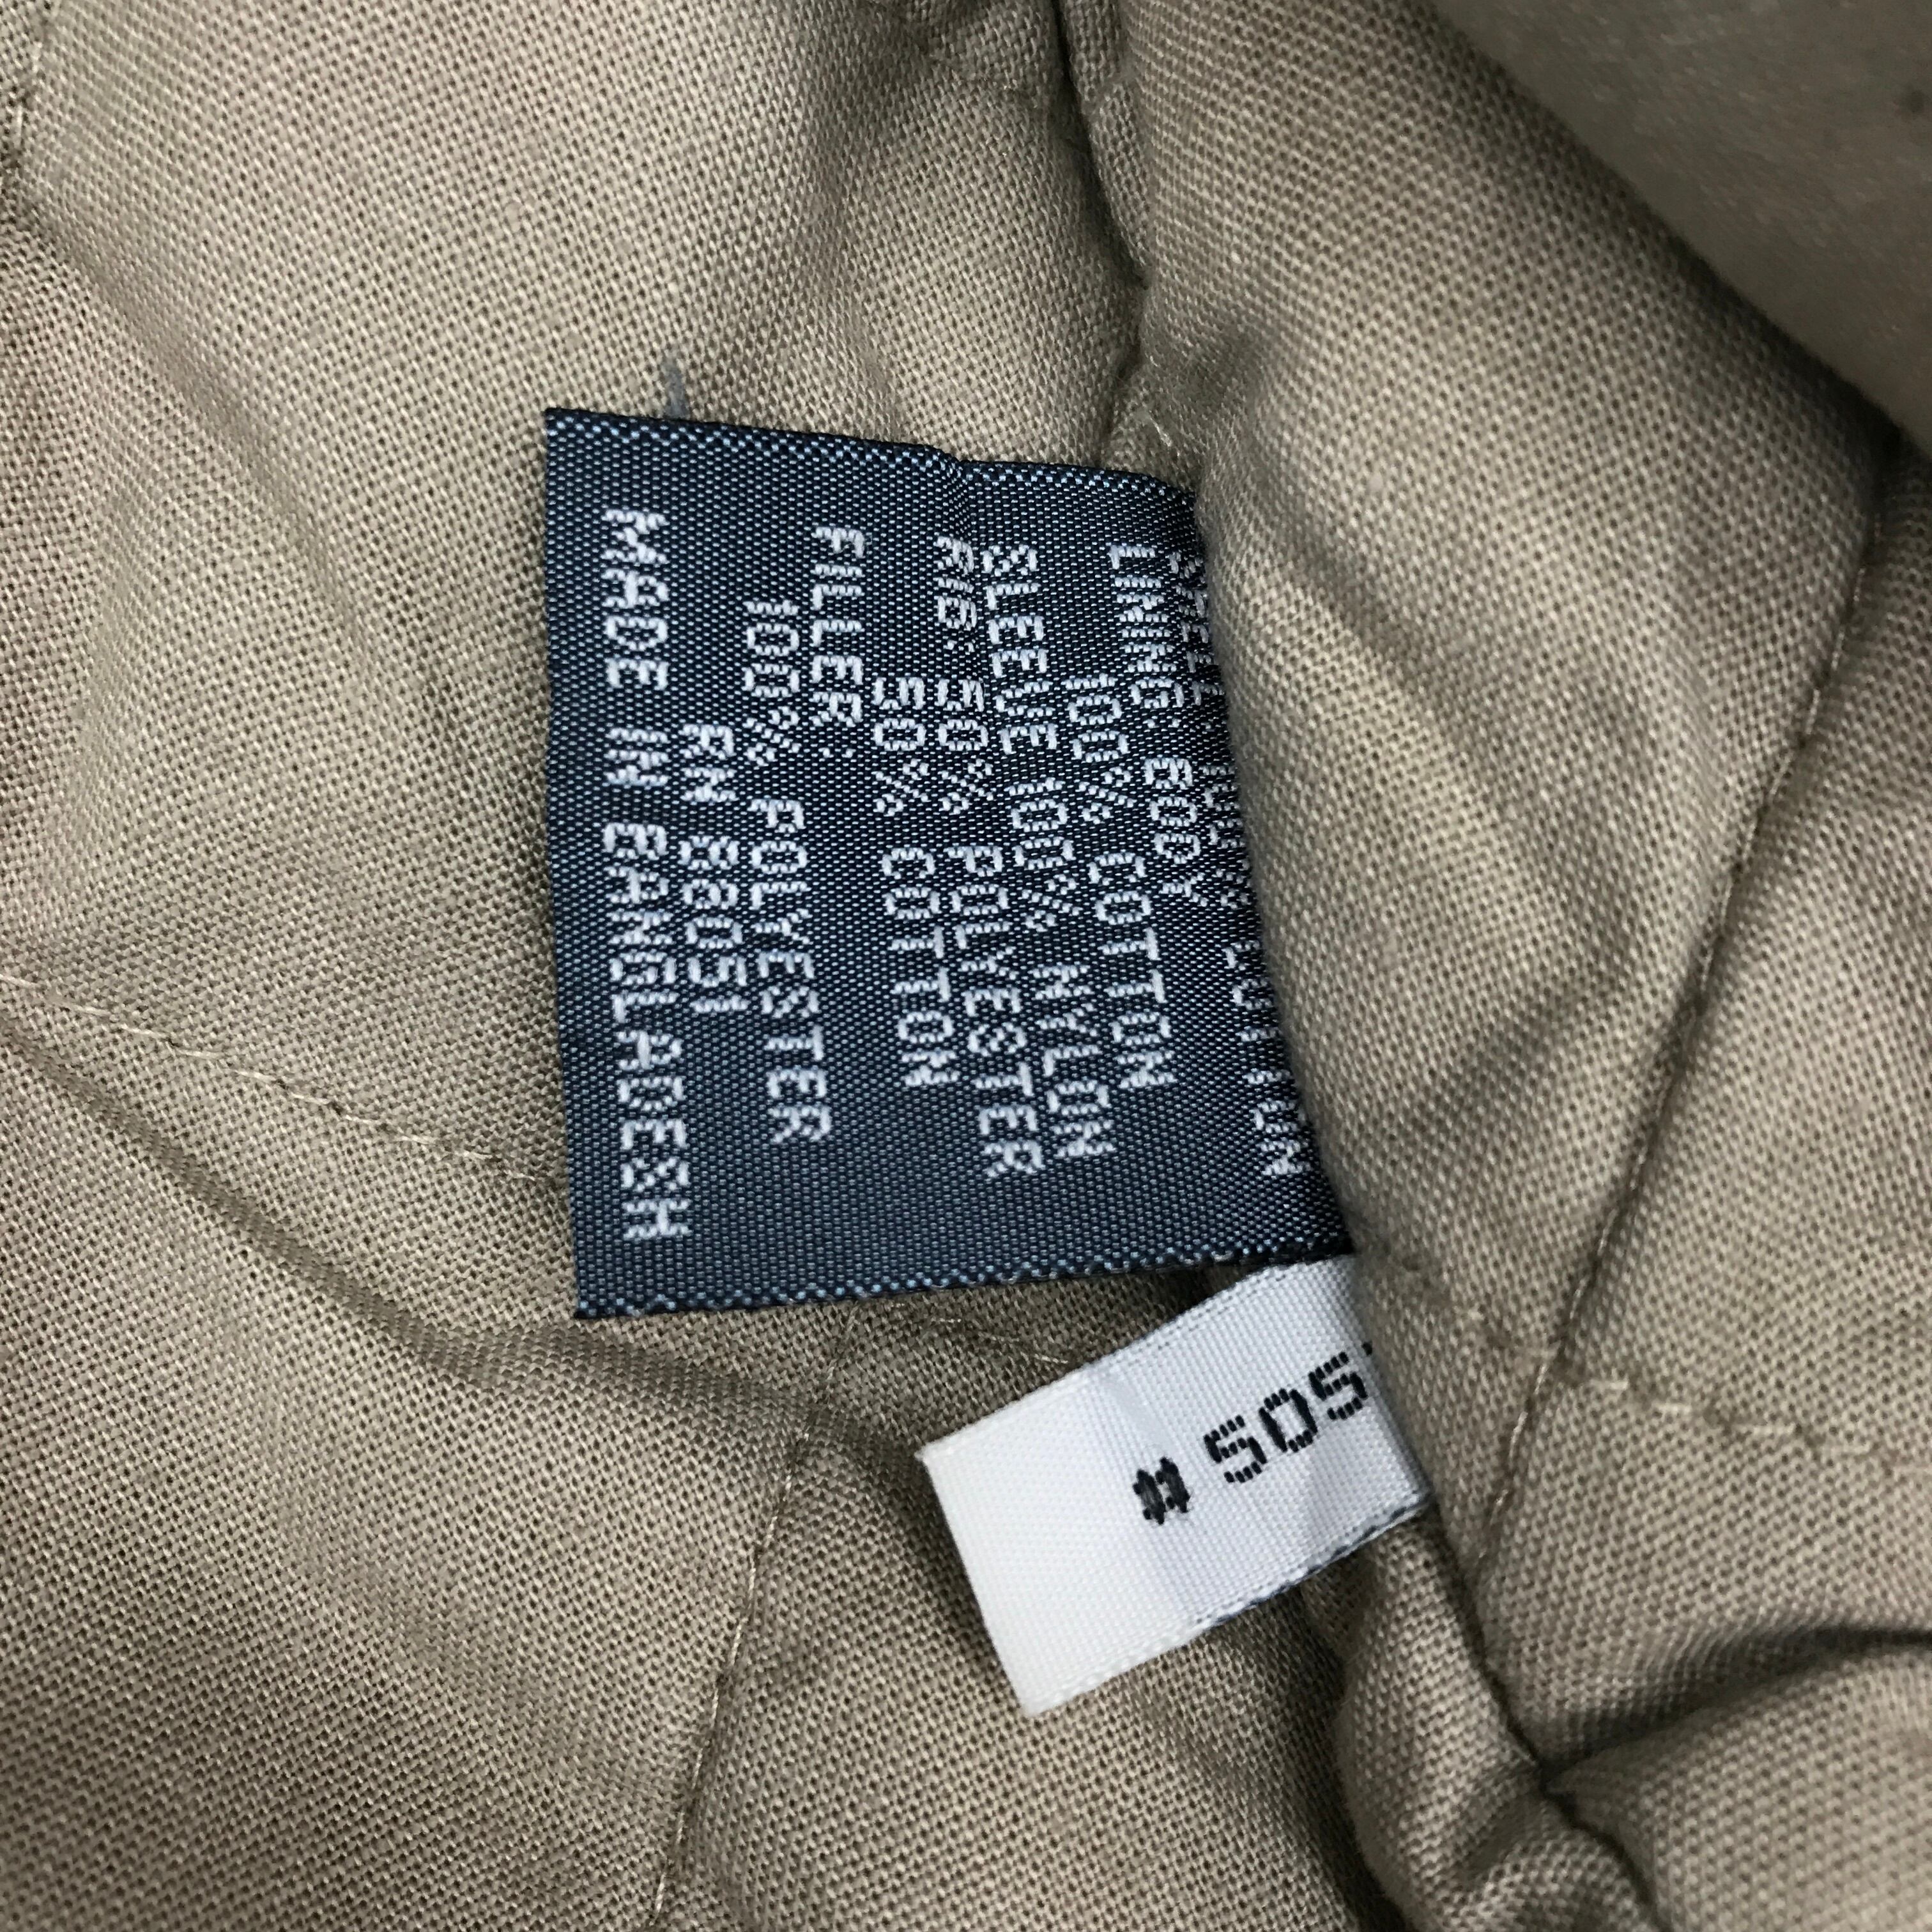 LINING: BODY
100% COTTON
SLEEVE 100% NYLON
RIB: 50% POLYESTER
50% COTTON
FILLER:
100% POLYESTER
RN 88051
MADE IN BANGLADESH
# 505